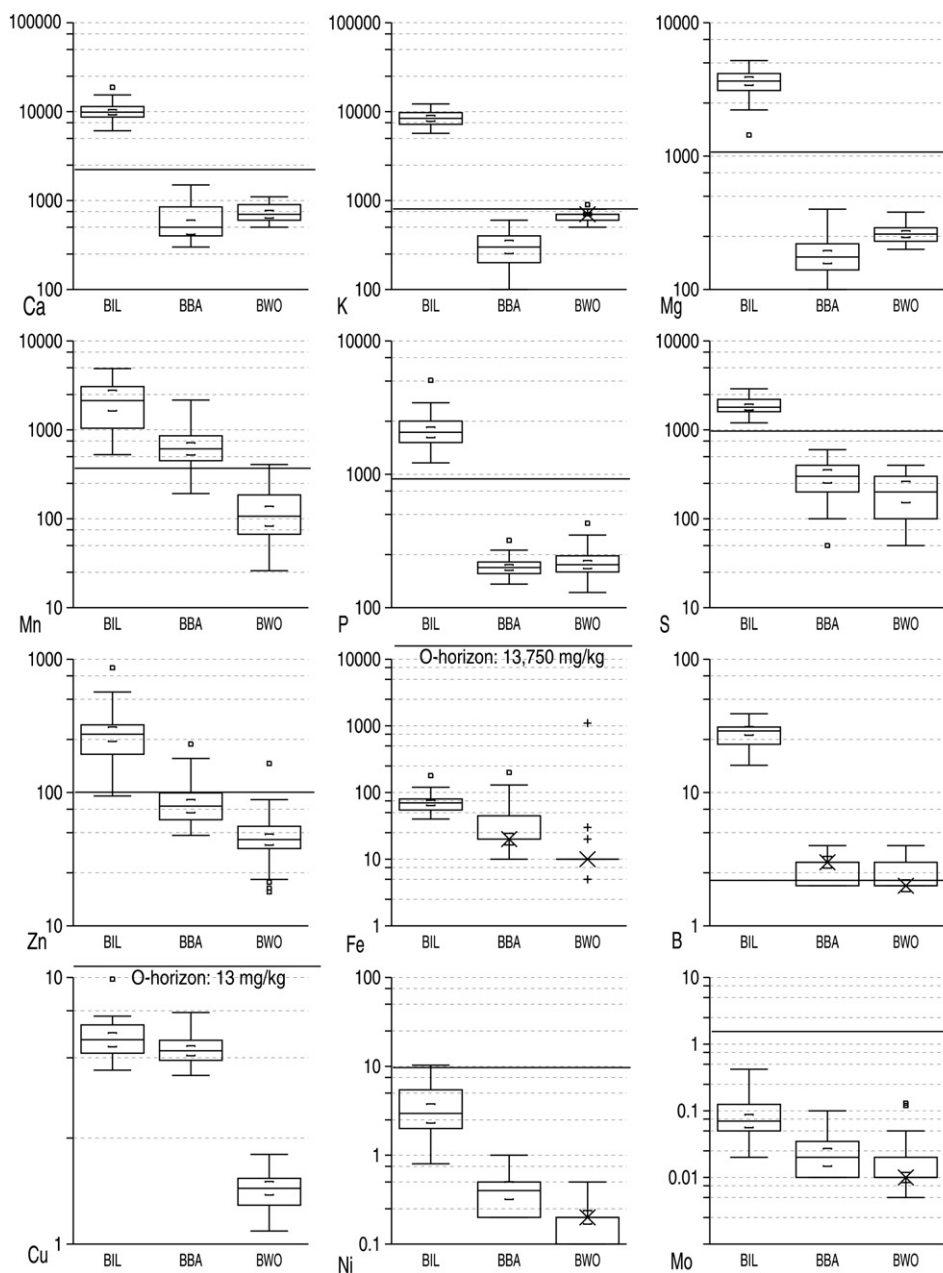 100000
10000
1000
100
Ca
BIL BBA BWO
100000
10000
1000
100
K
BIL BBA BWO
10000
1000
100
Mg
BIL BBA BWO
10000
1000
100
10
Mn
BIL BBA BWO
10000
1000
100
P
BIL BBA BWO
10000
1000
100
10
S
BIL BBA BWO
1000
100
10
Zn
BIL BBA BWO
O-horizon: 13,750 mg/kg
10000
1000
100
10
1
Fe
BIL BBA BWO
100
10
1
B
BIL BBA BWO
O-horizon: 13 mg/kg
10
1
Cu
BIL BBA BWO
100
10
1
0.1
Ni
BIL BBA BWO
10
1
0.1
0.01
Mo
BIL BBA BWO